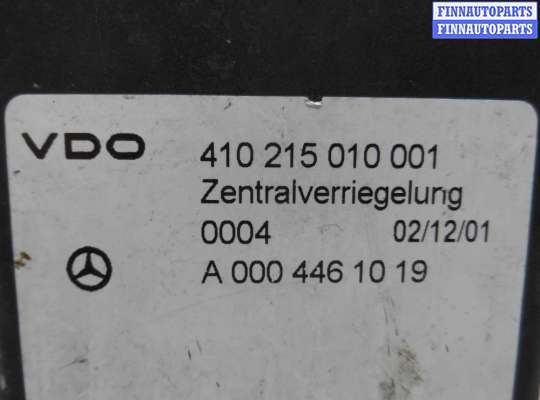 FINNAUTOPARTS
FINNAUTOPARTS
VDO
410 215 010 001
Zentralverriegelung
0004 02/12/01
A 000 446 10 19